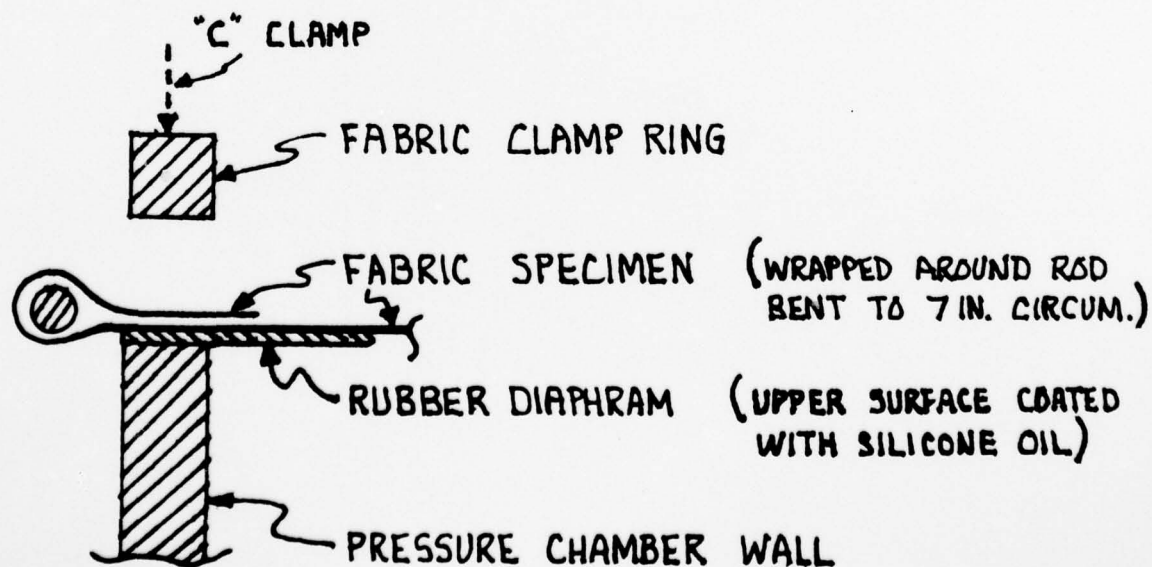 "C" CLAMP
FABRIC CLAMP RING
FABRIC SPECIMEN (WRAPPED AROUND ROD
BENT TO 7 IN. CIRCUM.)
RUBBER DIAPHRAM (UPPER SURFACE COATED
WITH SILICONE OIL)
PRESSURE CHAMBER WALL